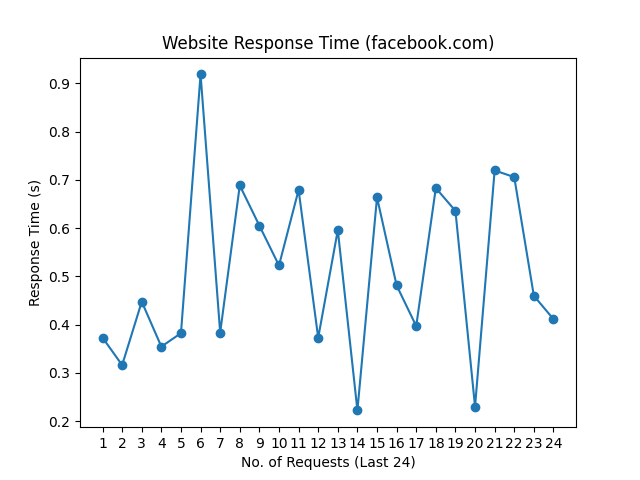 Website Response Time (facebook.com)
Response Time (s)
0.9
0.8
0.7
0.6
0.5
0.4
0.3
0.2
1 2 3 4 5 6 7 8 9 10 11 12 13 14 15 16 17 18 19 20 21 22 23 24
No. of Requests (Last 24)